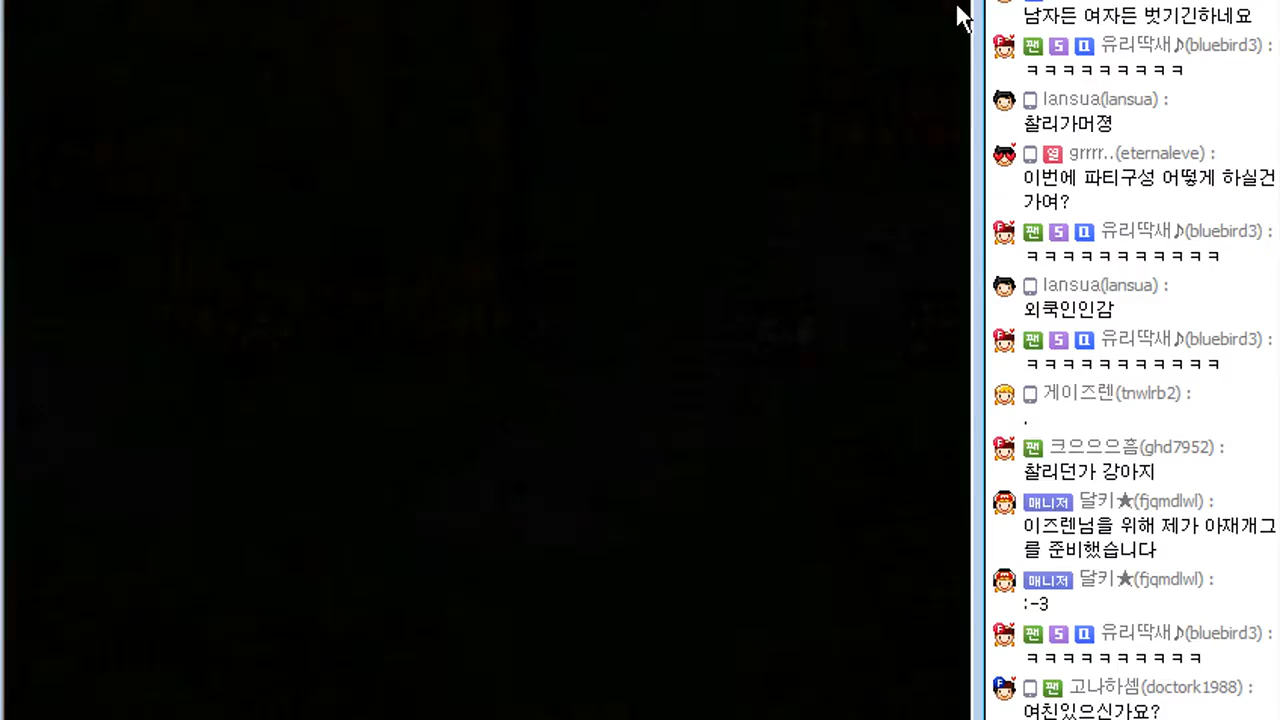 남자든 여자든 벗기긴하네요
팬 S 유리딱새♪(bluebird3) :
ㅋㅋㅋㅋㅋㅋㅋㅋㅋ
lansua(lansua) :
찰리가머졍
열 grrrr..(eternaleve) :
이번에 파티구성 어떻게 하실건
가여?
팬 S 유리딱새♪(bluebird3) :
ㅋㅋㅋㅋㅋㅋㅋㅋㅋㅋㅋ
lansua(lansua) :
외쿡인인감
팬 S 유리딱새♪(bluebird3) :
ㅋㅋㅋㅋㅋㅋㅋㅋㅋㅋㅋ
게이즈렌(tnwlrb2) :
.
팬 크으으으흠(ghd7952) :
찰리던가 강아지
매니저 달키★(fjqmdlwl) :
이즈렌님을 위해 제가 아재개그
를 준비했습니다
매니저 달키★(fjqmdlwl) :
:-3
팬 S 유리딱새♪(bluebird3) :
ㅋㅋㅋㅋㅋㅋㅋㅋㅋㅋ
팬 고나하셈(doctork1988) :
여친있으신가요?